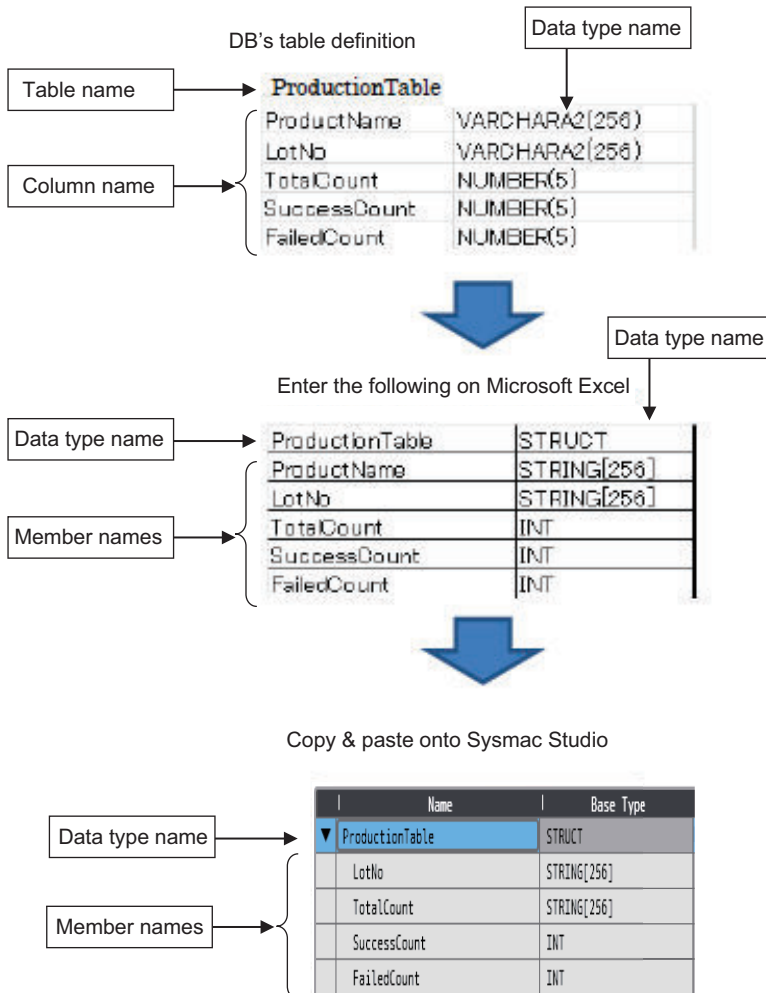 DB's table definition
Data type name
Table name
ProductionTable
Column name
ProductName VARCHARA2(256)
LotNo VARCHARA2(256)
TotalCount NUMBER(5)
SuccessCount NUMBER(5)
FailedCount NUMBER(5)
Data type name
Enter the following on Microsoft Excel
Data type name
ProductionTable STRUCT
Member names
ProductName STRING[256]
LotNo STRING[256]
TotalCount INT
SuccessCount INT
FailedCount INT
Copy & paste onto Sysmac Studio
Name Base Type
Data type name
ProductionTable STRUCT
Member names
LotNo STRING[256]
TotalCount STRING[256]
SuccessCount INT
FailedCount INT